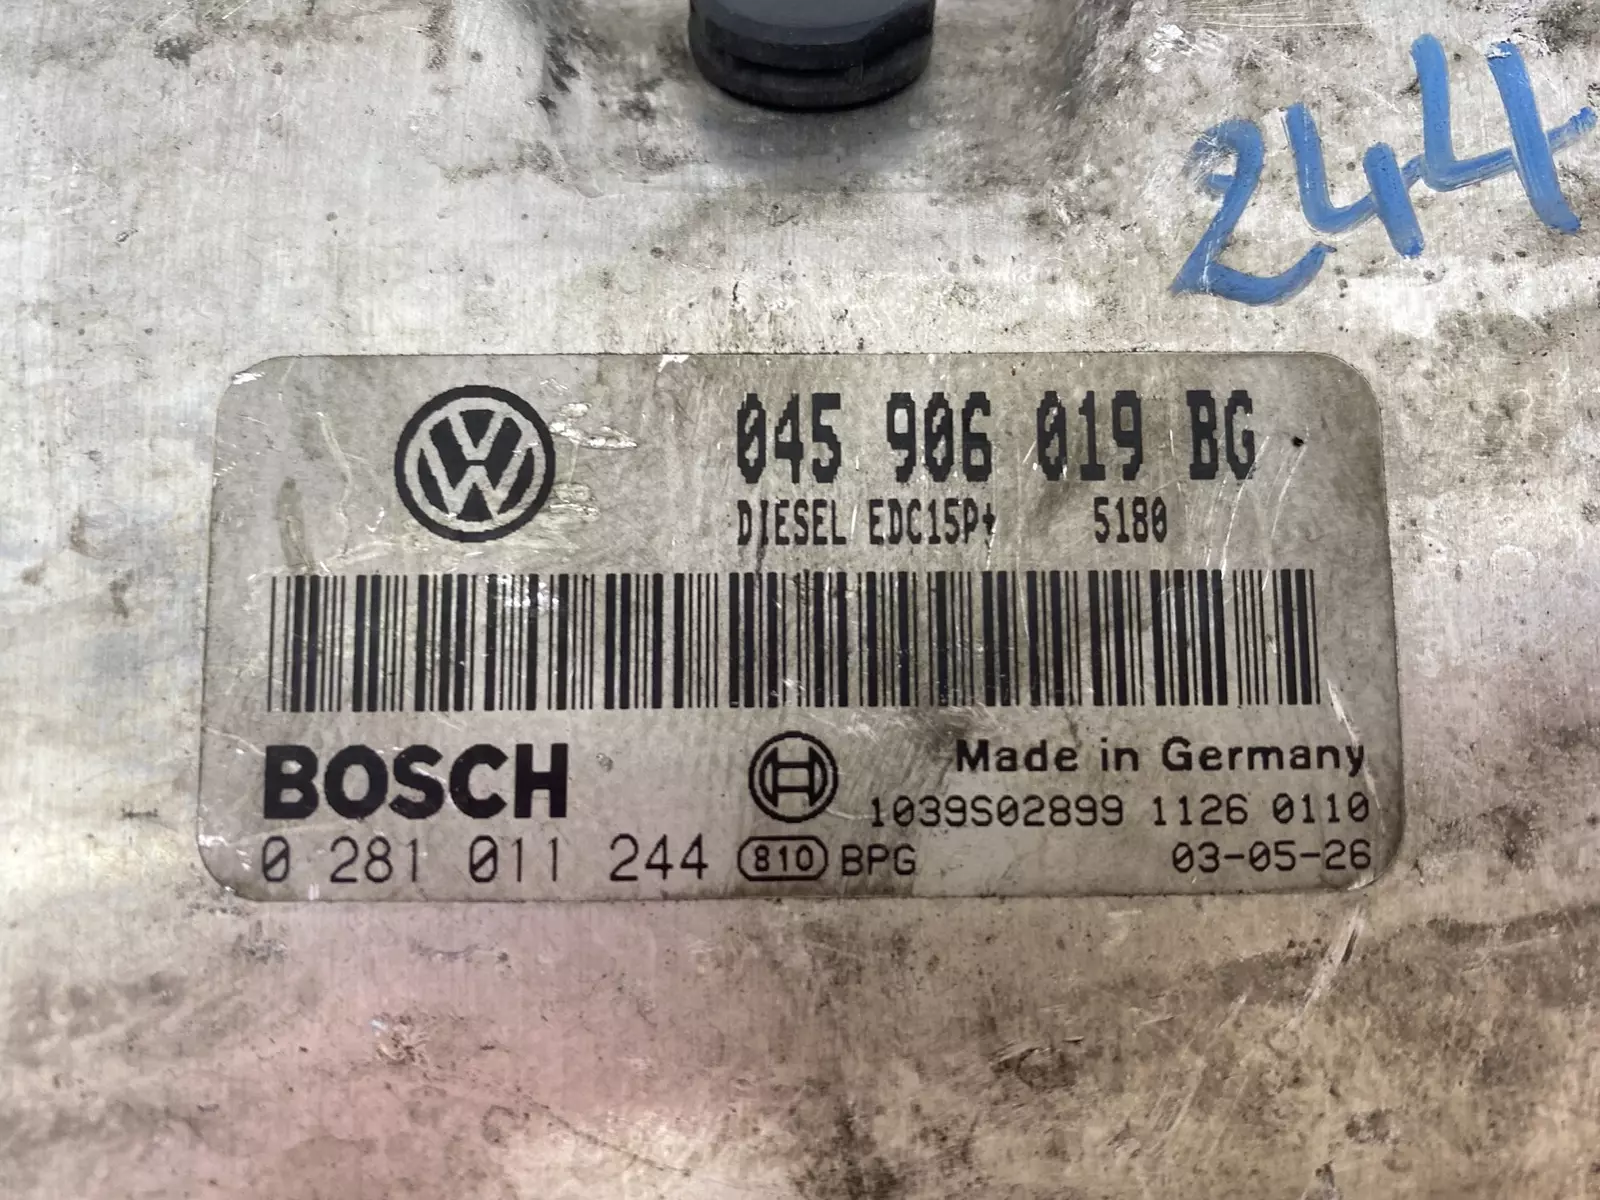 244
045 906 019 BG
DIESEL EDC15P+ 5180
BOSCH
Made in Germany
1039S02899 1126 0110
0 281 011 244 810 BPG 03-05-26